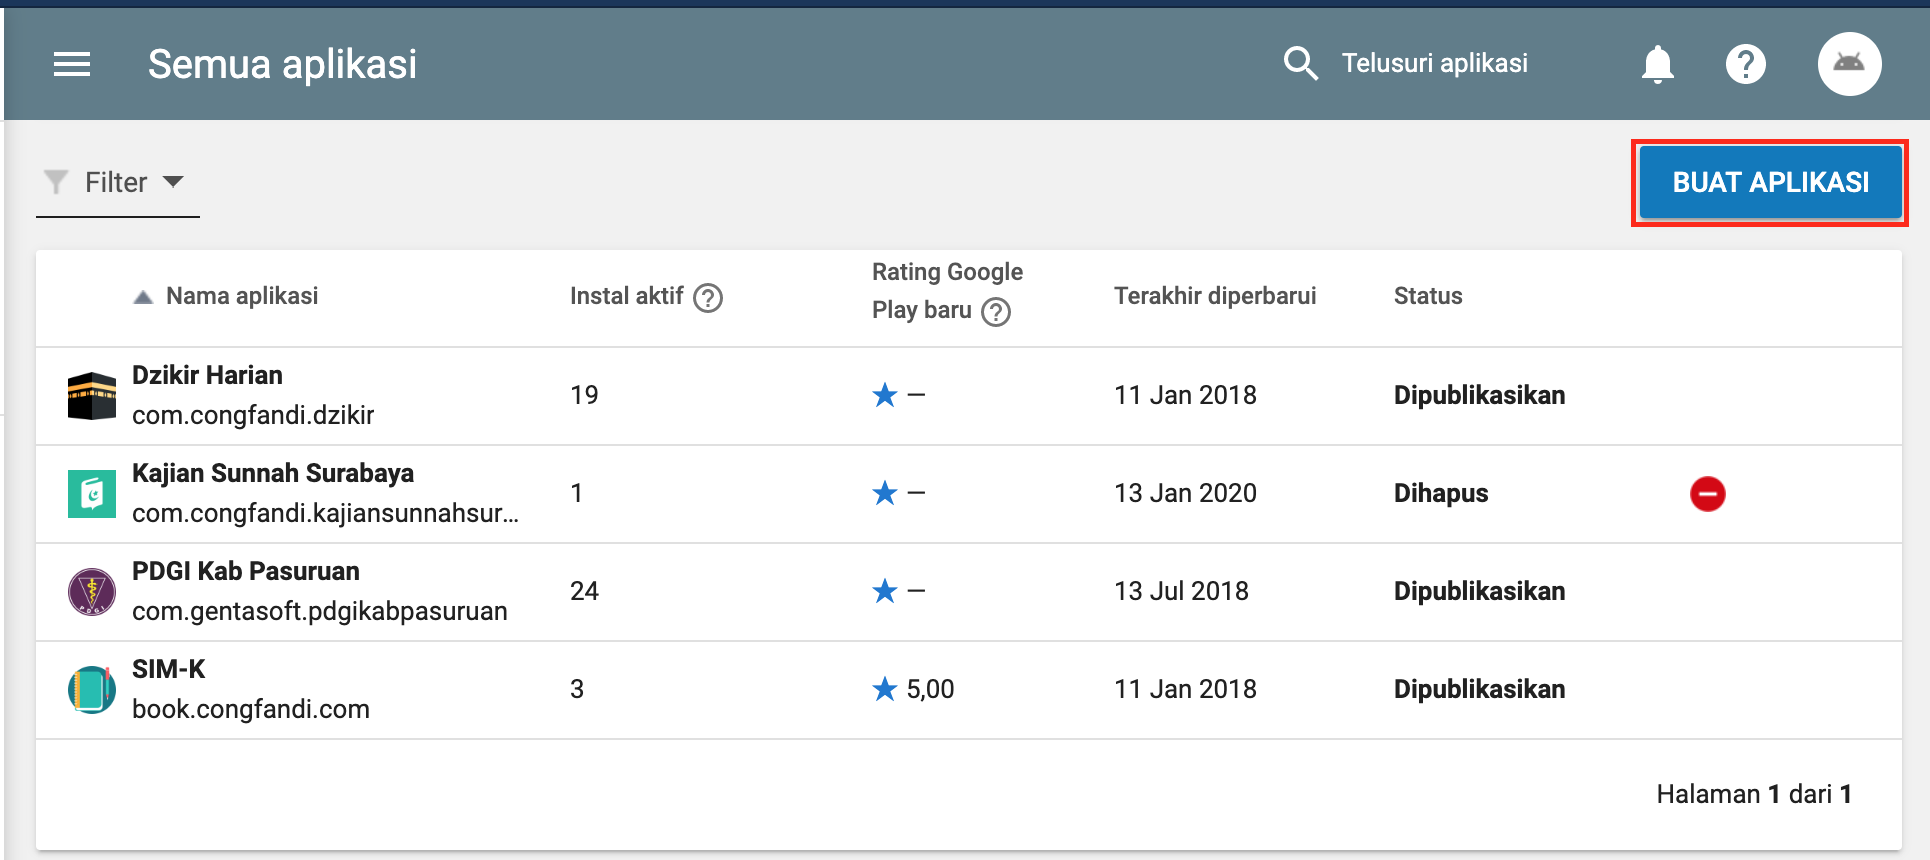 Semua aplikasi
Telusuri aplikasi
Filter
BUAT APLIKASI
Nama aplikasi
Instal aktif
Rating Google
Play baru
Terakhir diperbarui
Status
Dzikir Harian
com.congfandi.dzikir
19
–
11 Jan 2018
Dipublikasikan
Kajian Sunnah Surabaya
com.congfandi.kajiansunnahsur...
1
–
13 Jan 2020
Dihapus
PDGI Kab Pasuruan
com.gentasoft.pdgikabpasuruan
24
–
13 Jul 2018
Dipublikasikan
SIM-K
book.congfandi.com
3
5,00
11 Jan 2018
Dipublikasikan
Halaman 1 dari 1